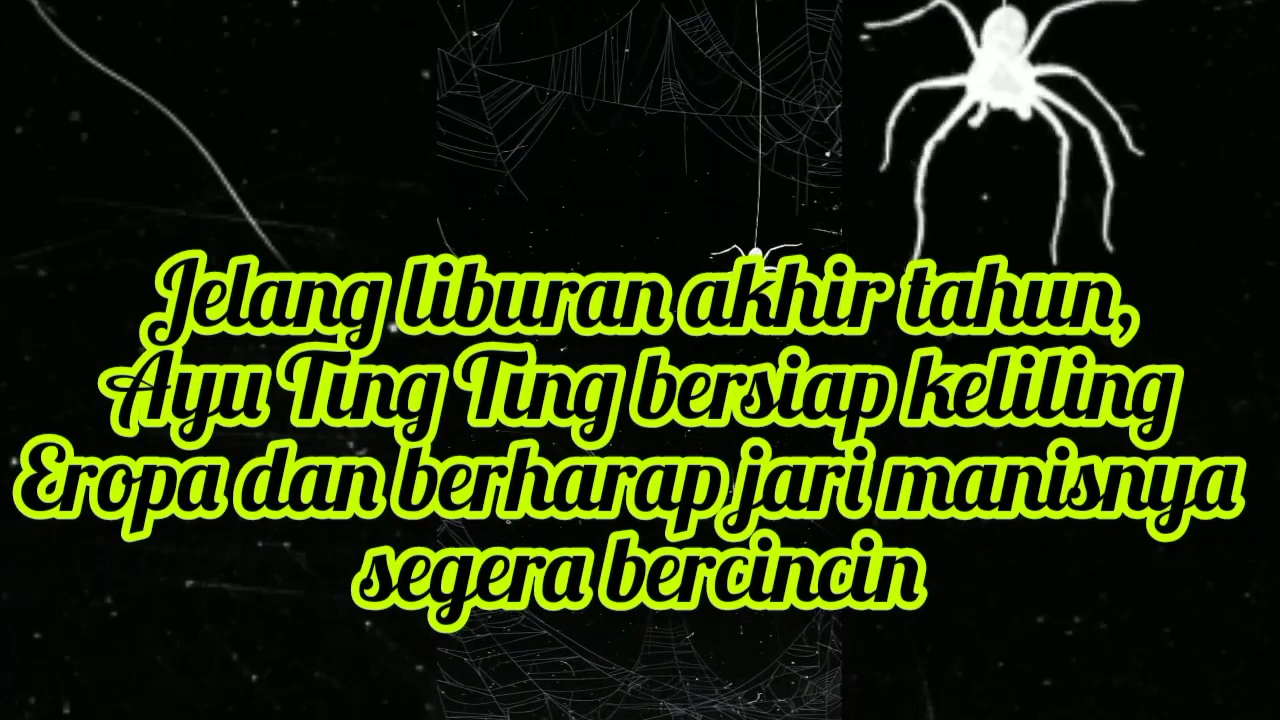 Jelang liburan akhir tahun,
Ayu Ting Ting bersiap keliling
Eropa dan berharap jari manisnya
segera bercincin